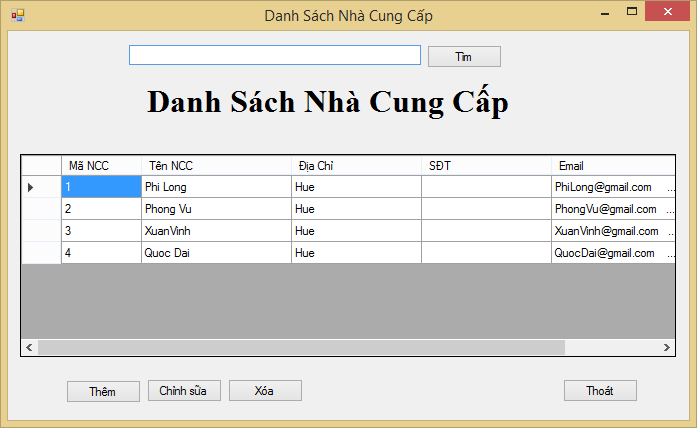 Danh Sách Nhà Cung Cấp
Tìm
Danh Sách Nhà Cung Cấp
Mã NCC Tên NCC Địa Chỉ SĐT Email
1 Phi Long Hue PhiLong@gmail.com ...
2 Phong Vu Hue PhongVu@gmail.com ...
3 XuanVinh Hue XuanVinh@gmail.com ...
4 Quoc Dai Hue QuocDai@gmail.com ...
Thêm Chỉnh sữa Xóa Thoát